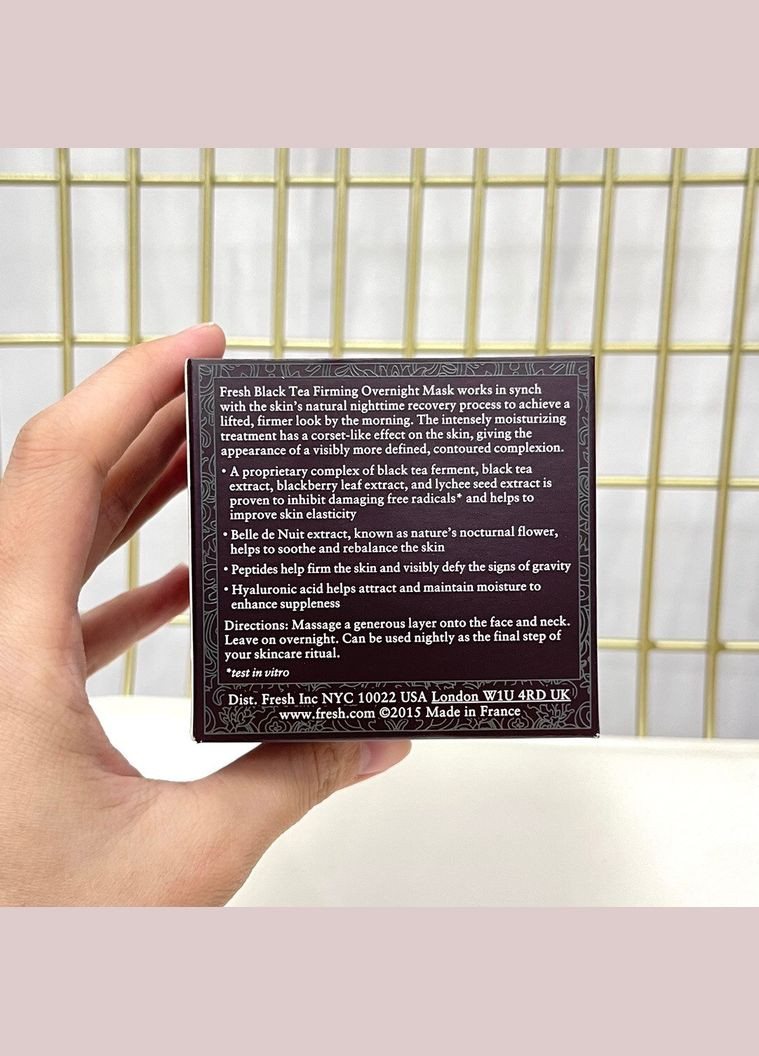 Fresh Black Tea Firming Overnight Mask works in synch
with the skin's natural nighttime recovery process to achieve a
lifted, firmer look by the morning. The intensely moisturizing
treatment has a corset-like effect on the skin, giving the
appearance of a visibly more defined, contoured complexion.
• A proprietary complex of black tea ferment, black tea
extract, blackberry leaf extract, and lychee seed extract is
proven to inhibit damaging free radicals* and helps to
improve skin elasticity
• Belle de Nuit extract, known as nature's nocturnal flower,
helps to soothe and rebalance the skin
• Peptides help firm the skin and visibly defy the signs of gravity
• Hyaluronic acid helps attract and maintain moisture to
enhance suppleness
Directions: Massage a generous layer onto the face and neck.
Leave on overnight. Can be used nightly as the final step of
your skincare ritual.
*test in vitro
Dist. Fresh Inc NYC 10022 USA London W1U 4RD UK
www.fresh.com ©2015 Made in France